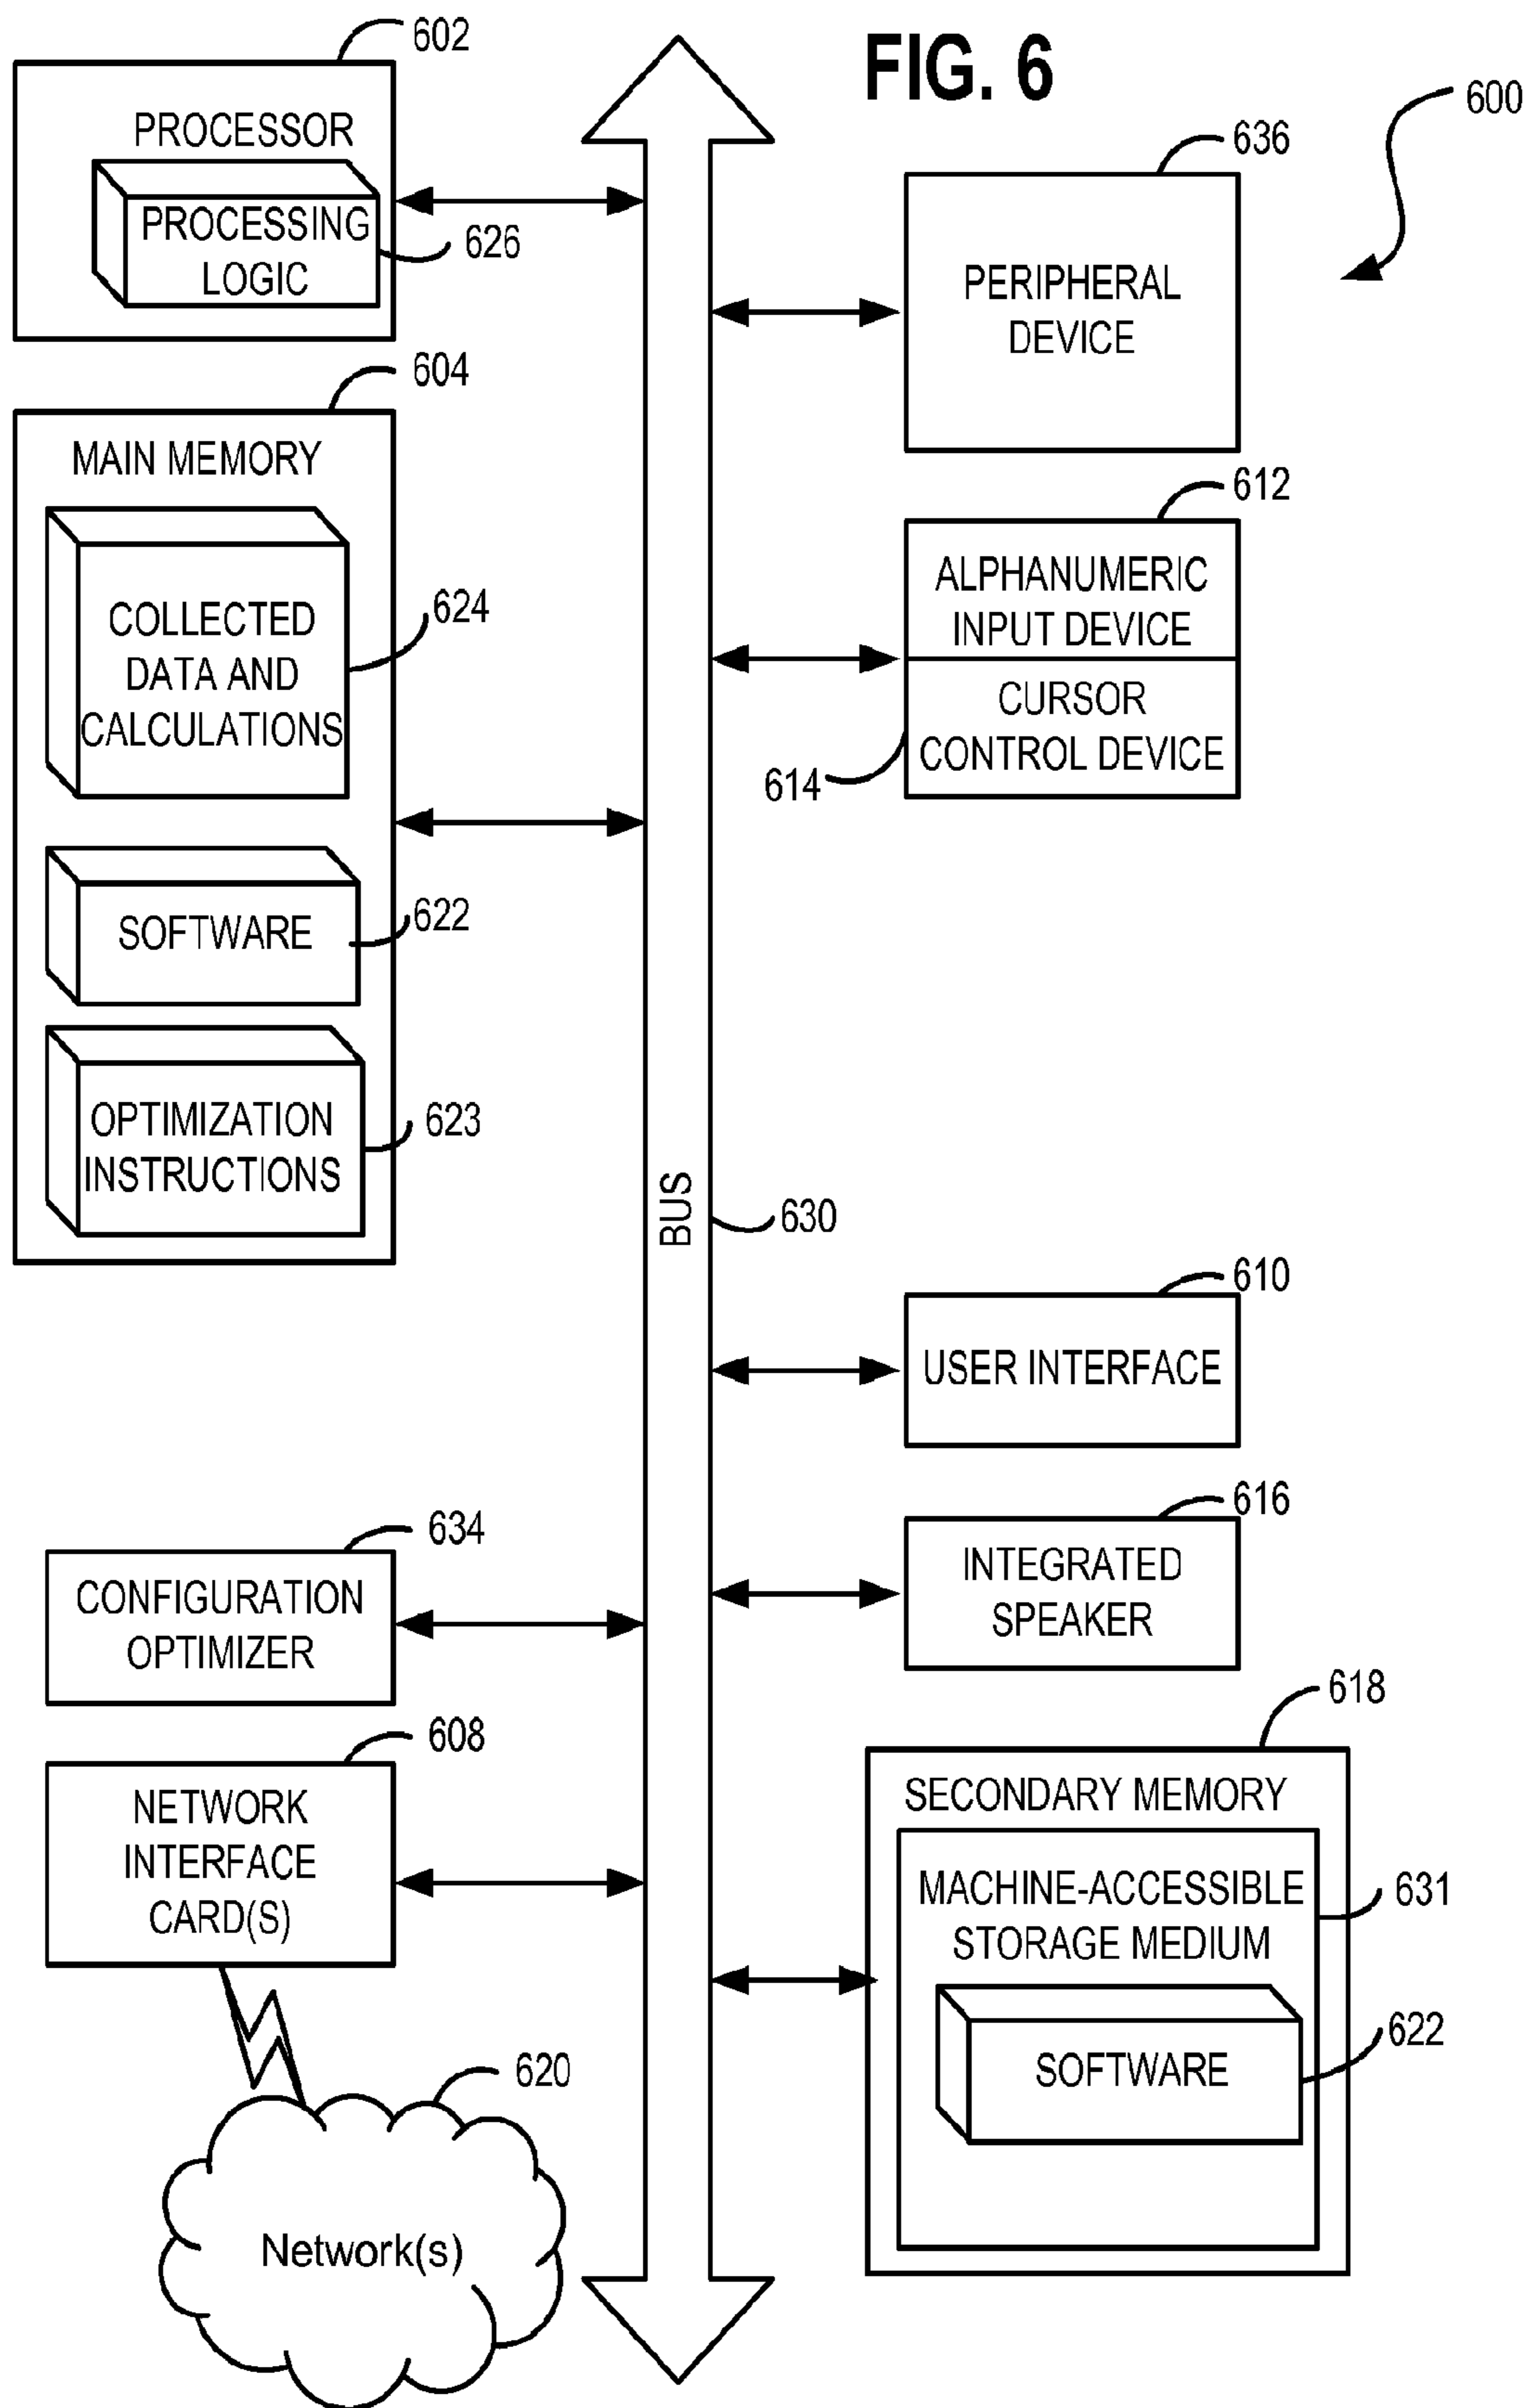 FIG. 6
600
602
PROCESSOR
PROCESSING
LOGIC
626
604
MAIN MEMORY
COLLECTED
DATA AND
CALCULATIONS
624
SOFTWARE
622
OPTIMIZATION
INSTRUCTIONS
623
634
CONFIGURATION
OPTIMIZER
608
NETWORK
INTERFACE
CARD(S)
620
Network(s)
BUS
630
636
PERIPHERAL
DEVICE
612
ALPHANUMERIC
INPUT DEVICE
CURSOR
CONTROL DEVICE
614
610
USER INTERFACE
616
INTEGRATED
SPEAKER
618
SECONDARY MEMORY
MACHINE-ACCESSIBLE
STORAGE MEDIUM
631
SOFTWARE
622